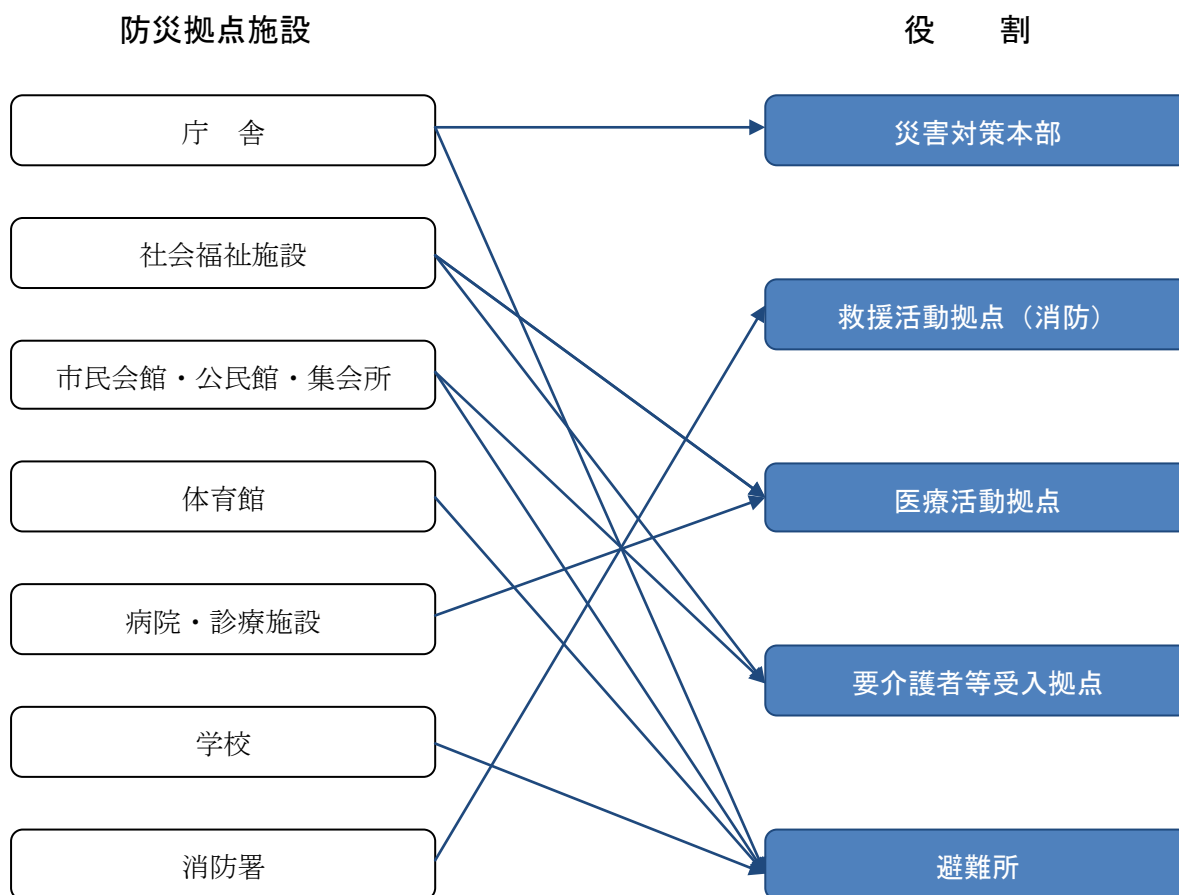 防災拠点施設
役　　割
庁　舎
災害対策本部
社会福祉施設
救援活動拠点（消防）
市民会館・公民館・集会所
体育館
医療活動拠点
病院・診療施設
要介護者等受入拠点
学校
消防署
避難所